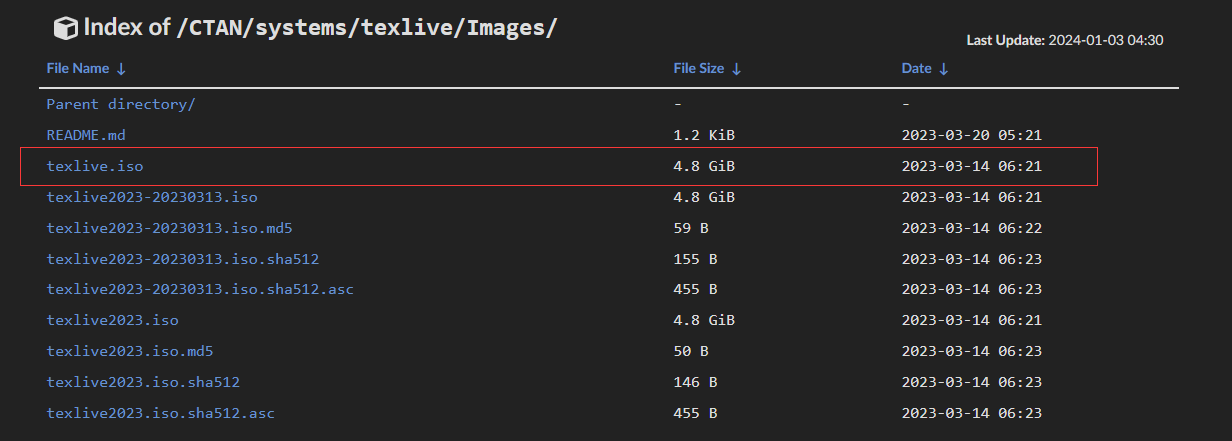 Index of /CTAN/systems/texlive/Images/
Last Update: 2024-01-03 04:30
File Name ↓ File Size ↓ Date ↓
Parent directory/ - -
README.md 1.2 KiB 2023-03-20 05:21
texlive.iso 4.8 GiB 2023-03-14 06:21
texlive2023-20230313.iso 4.8 GiB 2023-03-14 06:21
texlive2023-20230313.iso.md5 59 B 2023-03-14 06:22
texlive2023-20230313.iso.sha512 155 B 2023-03-14 06:23
texlive2023-20230313.iso.sha512.asc 455 B 2023-03-14 06:23
texlive2023.iso 4.8 GiB 2023-03-14 06:21
texlive2023.iso.md5 50 B 2023-03-14 06:23
texlive2023.iso.sha512 146 B 2023-03-14 06:23
texlive2023.iso.sha512.asc 455 B 2023-03-14 06:23